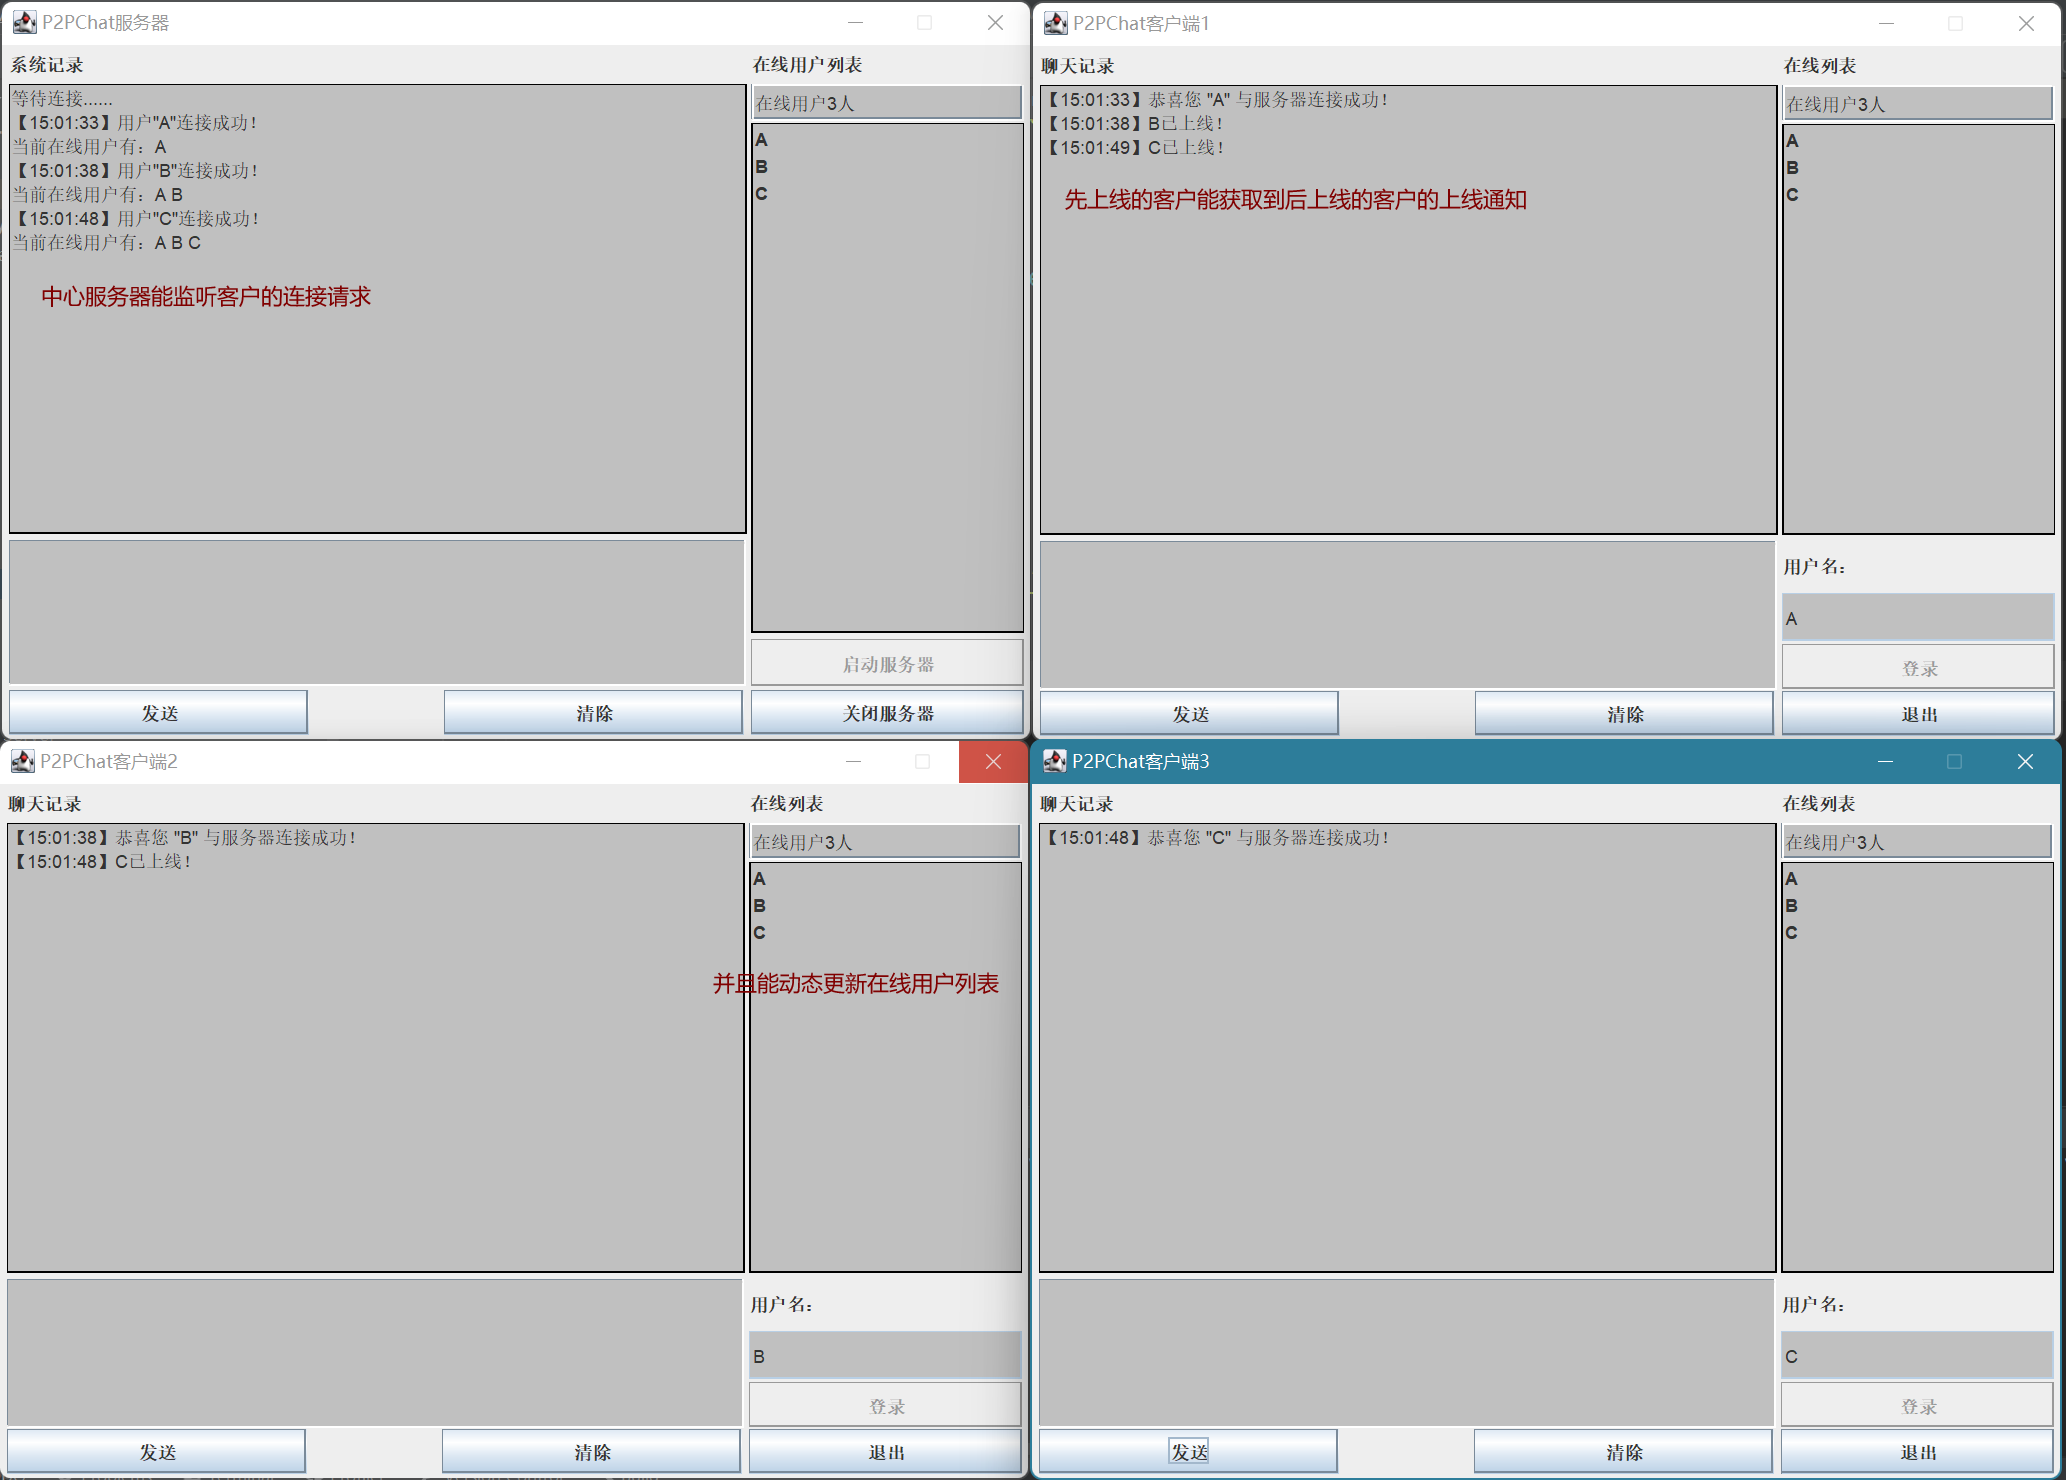 P2PChat服务器
系统记录
等待连接......
【15:01:33】用户"A"连接成功！
当前在线用户有：A
【15:01:38】用户"B"连接成功！
当前在线用户有：A B
【15:01:48】用户"C"连接成功！
当前在线用户有：A B C
中心服务器能监听客户的连接请求
在线用户列表
在线用户3人
A
B
C
启动服务器
发送
清除
关闭服务器
P2PChat客户端1
聊天记录
【15:01:33】恭喜您 "A" 与服务器连接成功！
【15:01:38】B已上线！
【15:01:49】C已上线！
先上线的客户能获取到后上线的客户的上线通知
在线列表
在线用户3人
A
B
C
用户名：
A
登录
发送
清除
退出
P2PChat客户端2
聊天记录
【15:01:38】恭喜您 "B" 与服务器连接成功！
【15:01:48】C已上线！
在线列表
在线用户3人
A
B
C
并且能动态更新在线用户列表
用户名：
B
登录
发送
清除
退出
P2PChat客户端3
聊天记录
【15:01:48】恭喜您 "C" 与服务器连接成功！
在线列表
在线用户3人
A
B
C
用户名：
C
登录
发送
清除
退出